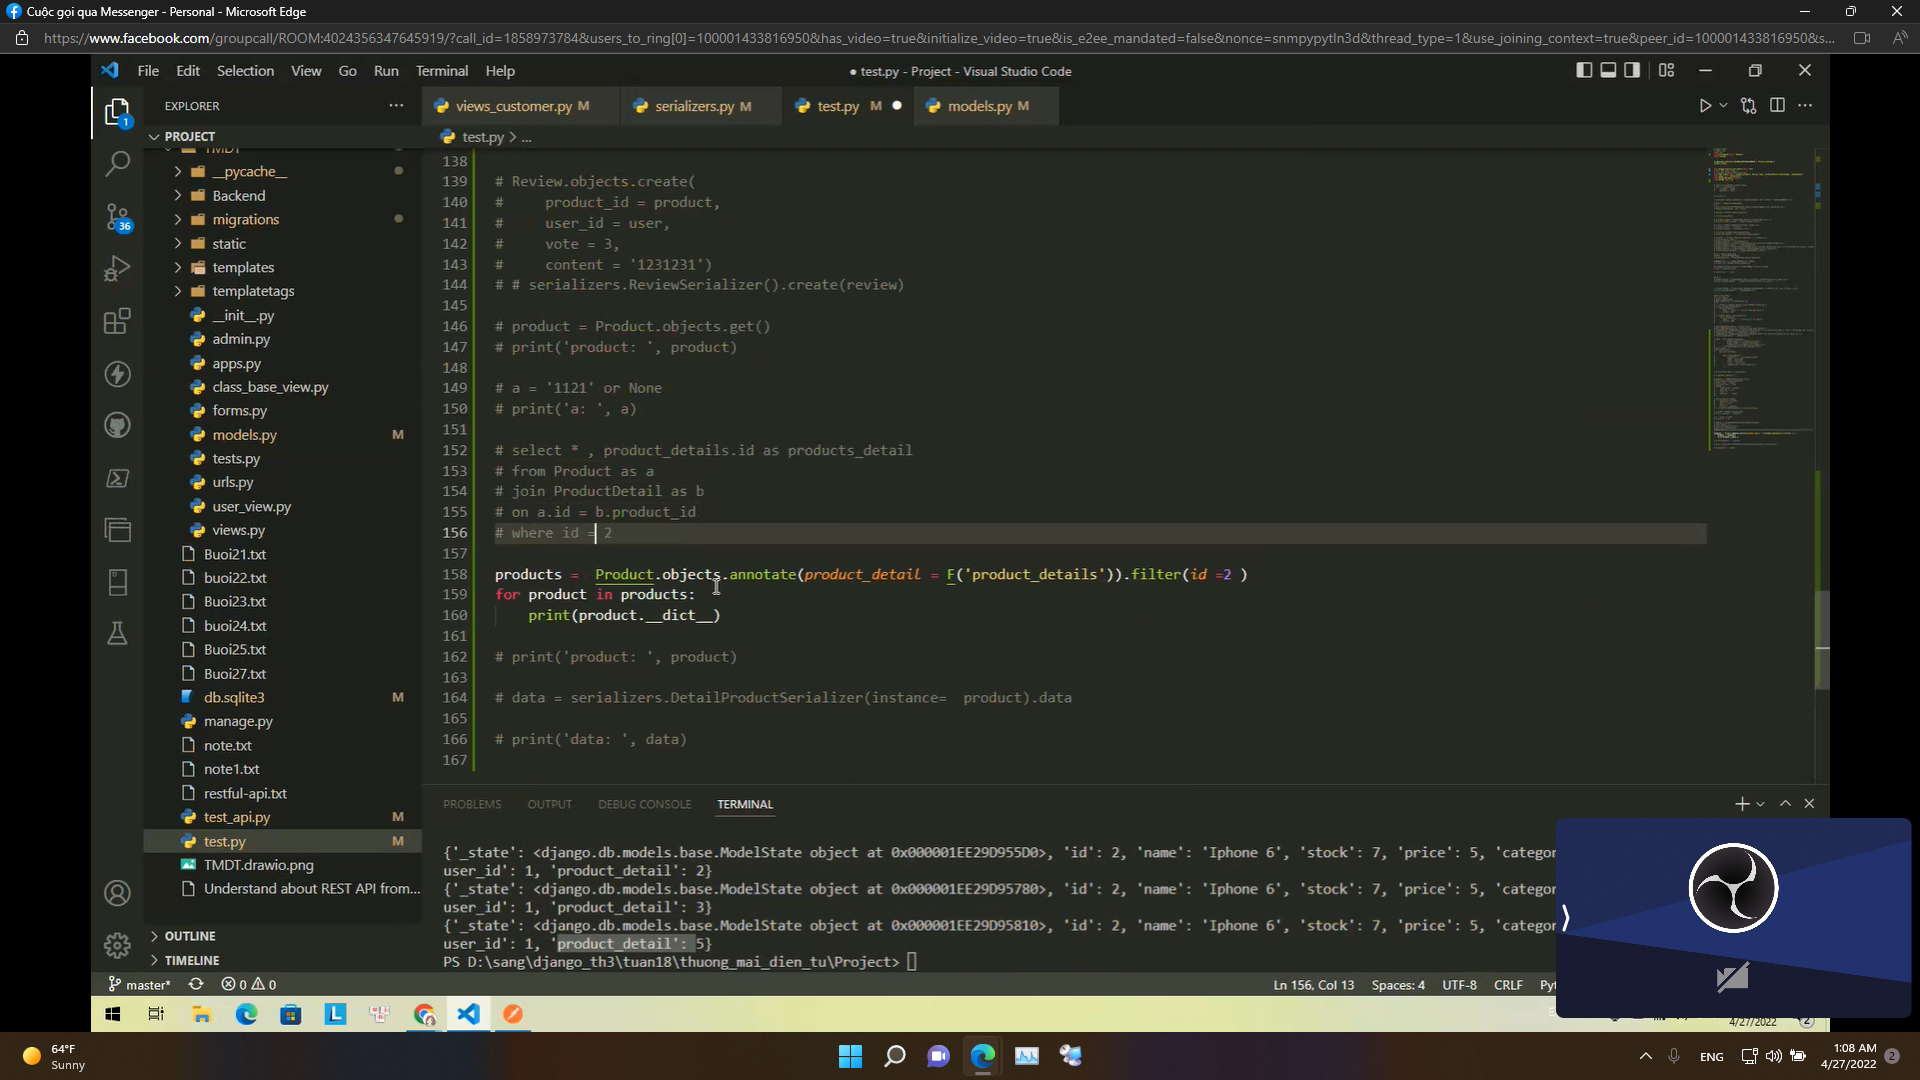 Cuộc gọi qua Messenger - Personal - Microsoft Edge
https://www.facebook.com/groupcall/ROOM:4024356347645919/?call_id=1858973784&users_to_ring[0]=100001433816950&has_video=true&initialize_video=true&is_e2ee_mandated=false&nonce=snmpypytln3d&thread_type=1&use_joining_context=true&peer_id=100001433816950&s...
File Edit Selection View Go Run Terminal Help
● test.py - Project - Visual Studio Code
EXPLORER
views_customer.py M
serializers.py M
test.py M
models.py M
PROJECT
test.py > ...
TMDT
__pycache__
Backend
migrations
static
templates
templatetags
__init__.py
admin.py
apps.py
class_base_view.py
forms.py
models.py M
tests.py
urls.py
user_view.py
views.py
Buoi21.txt
buoi22.txt
Buoi23.txt
buoi24.txt
Buoi25.txt
Buoi27.txt
db.sqlite3 M
manage.py
note.txt
note1.txt
restful-api.txt
test_api.py M
test.py M
TMDT.drawio.png
Understand about REST API from...
OUTLINE
TIMELINE
1
36
138
139 # Review.objects.create(
140 #     product_id = product,
141 #     user_id = user,
142 #     vote = 3,
143 #     content = '1231231')
144 # # serializers.ReviewSerializer().create(review)
145
146 # product = Product.objects.get()
147 # print('product: ', product)
148
149 # a = '1121' or None
150 # print('a: ', a)
151
152 # select * , product_details.id as products_detail
153 # from Product as a
154 # join ProductDetail as b
155 # on a.id = b.product_id
156 # where id = 2
157
158 products =  Product.objects.annotate(product_detail = F('product_details')).filter(id =2 )
159 for product in products:
160     print(product.__dict__)
161
162 # print('product: ', product)
163
164 # data = serializers.DetailProductSerializer(instance=  product).data
165
166 # print('data: ', data)
167
PROBLEMS OUTPUT DEBUG CONSOLE TERMINAL
{'_state': <django.db.models.base.ModelState object at 0x000001EE29D955D0>, 'id': 2, 'name': 'Iphone 6', 'stock': 7, 'price': 5, 'categor
user_id': 1, 'product_detail': 2}
{'_state': <django.db.models.base.ModelState object at 0x000001EE29D95780>, 'id': 2, 'name': 'Iphone 6', 'stock': 7, 'price': 5, 'categor
user_id': 1, 'product_detail': 3}
{'_state': <django.db.models.base.ModelState object at 0x000001EE29D95810>, 'id': 2, 'name': 'Iphone 6', 'stock': 7, 'price': 5, 'categor
user_id': 1, 'product_detail': 5}
PS D:\sang\django_th3\tuan18\thuong_mai_dien_tu\Project>
master* 0 0
Ln 156, Col 13 Spaces: 4 UTF-8 CRLF Pyt
4/27/2022 2
64°F
Sunny
ENG
1:08 AM
4/27/2022
2